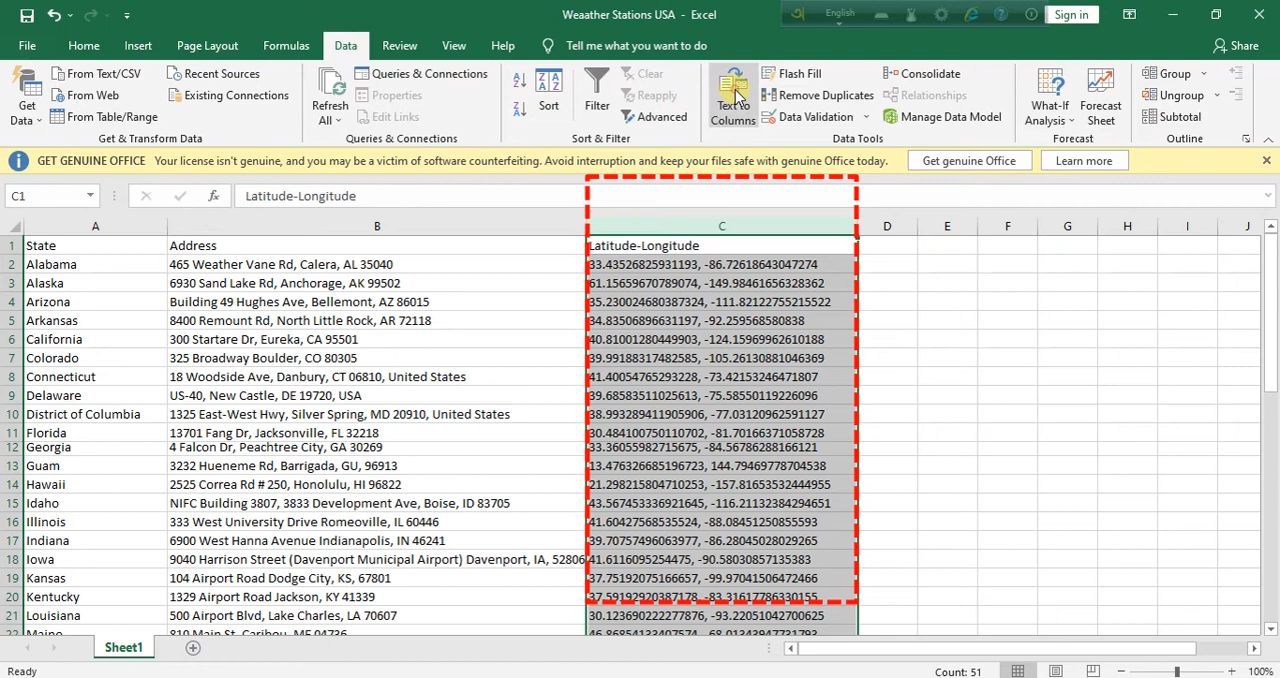 Weaather Stations USA - Excel
English
Sign in
File Home Insert Page Layout Formulas Data Review View Help Tell me what you want to do Share
Get Data
From Text/CSV
From Web
From Table/Range
Recent Sources
Existing Connections
Get & Transform Data
Refresh All
Queries & Connections
Properties
Edit Links
Queries & Connections
Sort
Filter
Clear
Reapply
Advanced
Sort & Filter
Text to Columns
Flash Fill
Remove Duplicates
Data Validation
Consolidate
Relationships
Manage Data Model
Data Tools
What-If Analysis
Forecast Sheet
Forecast
Group
Ungroup
Subtotal
Outline
GET GENUINE OFFICE Your license isn't genuine, and you may be a victim of software counterfeiting. Avoid interruption and keep your files safe with genuine Office today. Get genuine Office Learn more
C1 fx Latitude-Longitude
A B C D E F G H I J
1 State Address Latitude-Longitude
2 Alabama 465 Weather Vane Rd, Calera, AL 35040 33.43526825931193, -86.72618643047274
3 Alaska 6930 Sand Lake Rd, Anchorage, AK 99502 61.15659670789074, -149.98461656328362
4 Arizona Building 49 Hughes Ave, Bellemont, AZ 86015 35.230024680387324, -111.82122755215522
5 Arkansas 8400 Remount Rd, North Little Rock, AR 72118 34.83506896631197, -92.259568580838
6 California 300 Startare Dr, Eureka, CA 95501 40.81001280449903, -124.15969962610188
7 Colorado 325 Broadway Boulder, CO 80305 39.99188317482585, -105.26130881046369
8 Connecticut 18 Woodside Ave, Danbury, CT 06810, United States 41.40054765293228, -73.42153246471807
9 Delaware US-40, New Castle, DE 19720, USA 39.68583511025613, -75.58550119226096
10 District of Columbia 1325 East-West Hwy, Silver Spring, MD 20910, United States 38.993289411905906, -77.03120962591127
11 Florida 13701 Fang Dr, Jacksonville, FL 32218 30.484100750110702, -81.70166371058728
12 Georgia 4 Falcon Dr, Peachtree City, GA 30269 33.36055982715675, -84.56786288166121
13 Guam 3232 Hueneme Rd, Barrigada, GU, 96913 13.476326685196723, 144.79469778704538
14 Hawaii 2525 Correa Rd # 250, Honolulu, HI 96822 21.298215804710253, -157.81653532444955
15 Idaho NIFC Building 3807, 3833 Development Ave, Boise, ID 83705 43.567453336921645, -116.21132384294651
16 Illinois 333 West University Drive Romeoville, IL 60446 41.60427568535524, -88.08451250855593
17 Indiana 6900 West Hanna Avenue Indianapolis, IN 46241 39.70757496063977, -86.28045028029265
18 Iowa 9040 Harrison Street (Davenport Municipal Airport) Davenport, IA, 52806 41.6116095254475, -90.58030857135383
19 Kansas 104 Airport Road Dodge City, KS, 67801 37.75192075166657, -99.97041506472466
20 Kentucky 1329 Airport Road Jackson, KY 41339 37.59192920387178, -83.31617786330155
21 Louisiana 500 Airport Blvd, Lake Charles, LA 70607 30.123690222277876, -93.22051042700625
22 Maine 810 Main St, Caribou, ME 04736 46.86854133407574, -68.01343947731793
Sheet1
Ready Count: 51 100%